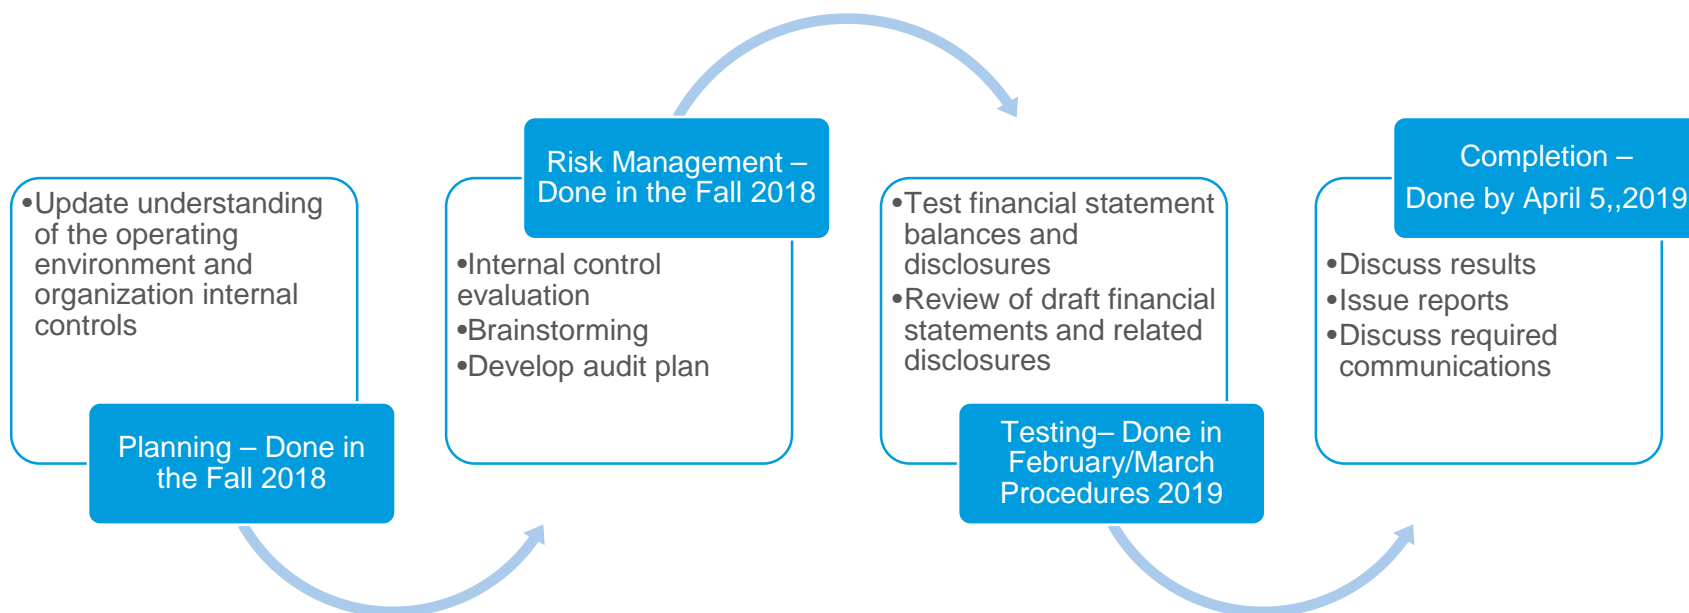 •Update understanding
of the operating
environment and
organization internal
controls
Planning – Done in
the Fall 2018
Risk Management –
Done in the Fall 2018
•Internal control
evaluation
•Brainstorming
•Develop audit plan
•Test financial statement
balances and
disclosures
•Review of draft financial
statements and related
disclosures
Testing– Done in
February/March
Procedures 2019
Completion –
Done by April 5,,2019
•Discuss results
•Issue reports
•Discuss required
communications